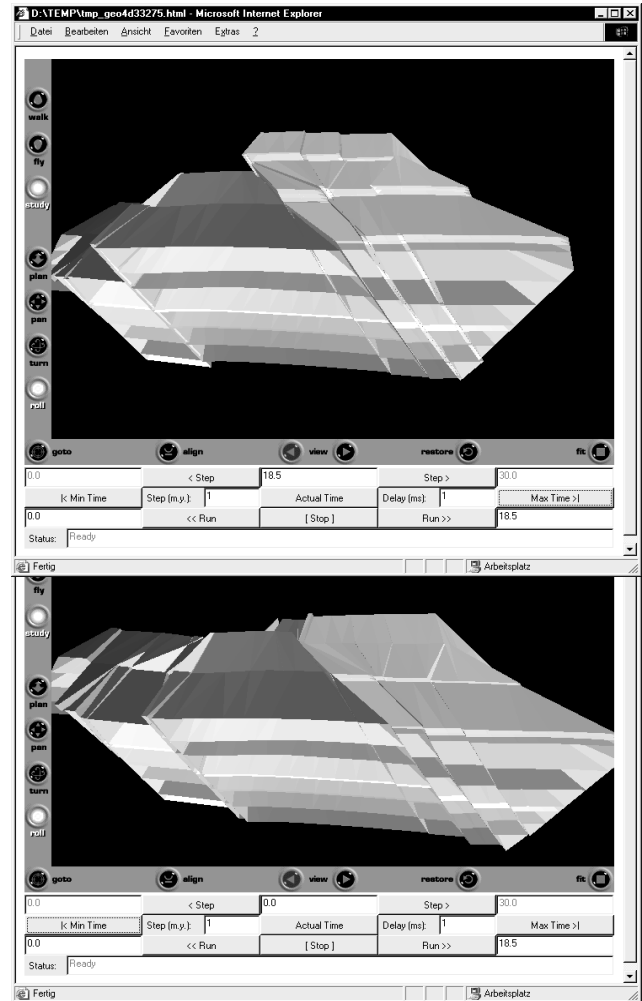 D:\TEMP\tmp_geo4d33275.html - Microsoft Internet Explorer
Datei Bearbeiten Ansicht Favoriten Extras ?
walk
fly
study
plan
pan
turn
roll
goto align view restore fit
0.0 < Step 18.5 Step > 30.0
|< Min Time Step (m.y.): 1 Actual Time Delay (ms): 1 Max Time >|
0.0 << Run [ Stop ] Run >> 18.5
Status: Ready
Fertig Arbeitsplatz
fly
study
plan
pan
turn
roll
goto align view restore fit
0.0 < Step 0.0 Step > 30.0
|< Min Time Step (m.y.): 1 Actual Time Delay (ms): 1 Max Time >|
0.0 << Run [ Stop ] Run >> 18.5
Status: Ready
Fertig Arbeitsplatz